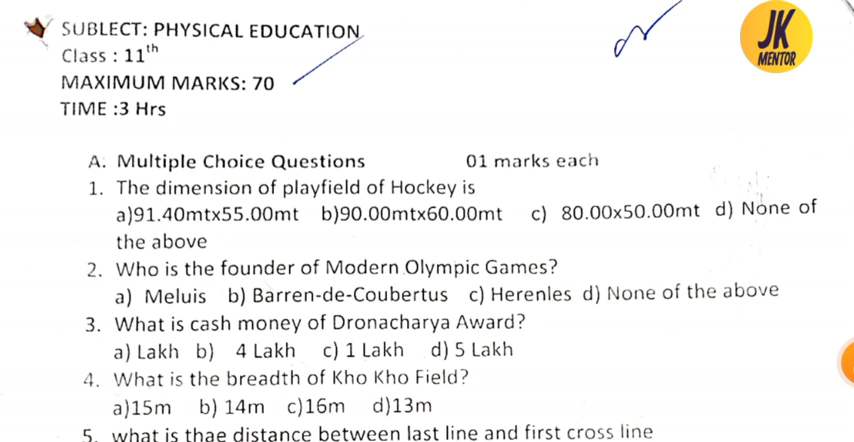 SUBLECT: PHYSICAL EDUCATION
Class : 11th
MAXIMUM MARKS: 70
TIME :3 Hrs
JK
MENTOR
A. Multiple Choice Questions 01 marks each
1. The dimension of playfield of Hockey is
a)91.40mtx55.00mt b)90.00mtx60.00mt c) 80.00x50.00mt d) None of
the above
2. Who is the founder of Modern Olympic Games?
a) Meluis b) Barren-de-Coubertus c) Herenles d) None of the above
3. What is cash money of Dronacharya Award?
a) Lakh b) 4 Lakh c) 1 Lakh d) 5 Lakh
4. What is the breadth of Kho Kho Field?
a)15m b) 14m c)16m d)13m
5. what is thae distance between last line and first cross line